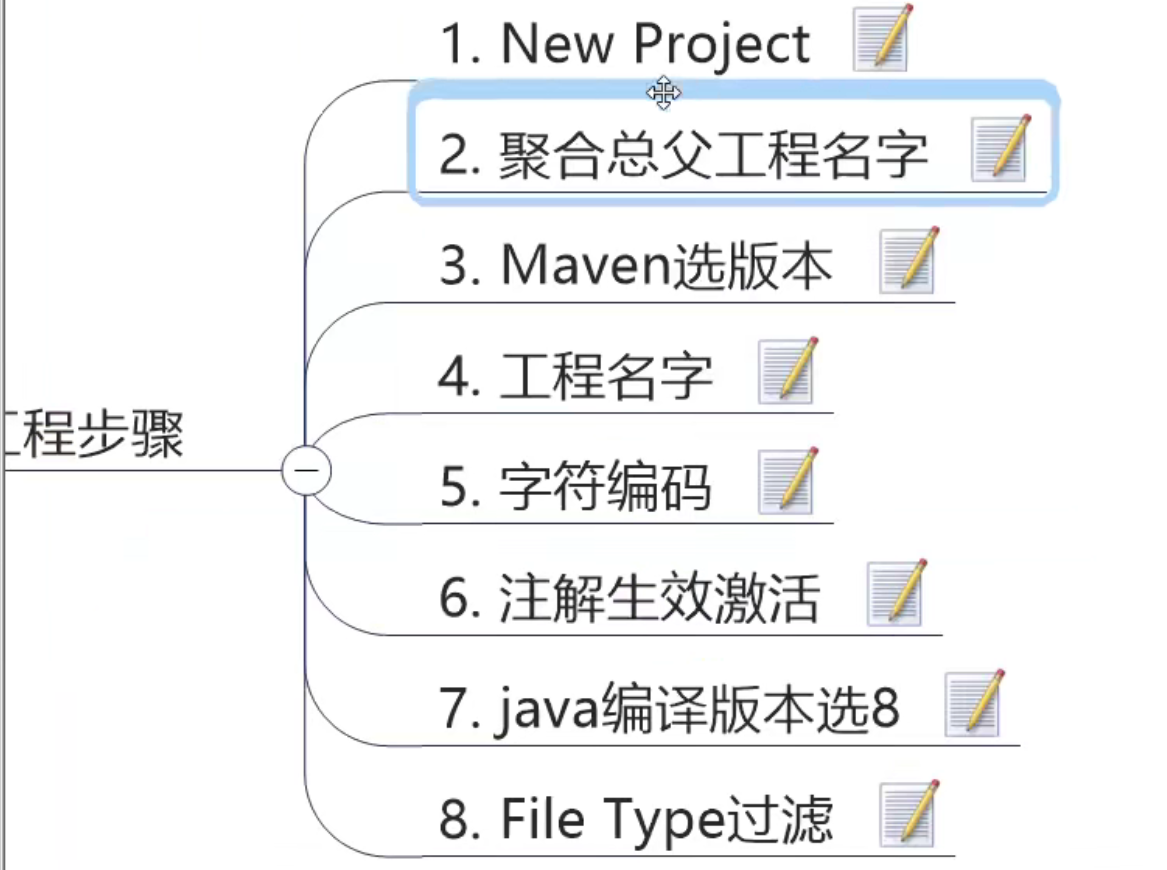 1. New Project
2. 聚合总父工程名字
3. Maven选版本
4. 工程名字
工程步骤
5. 字符编码
6. 注解生效激活
7. java编译版本选8
8. File Type过滤